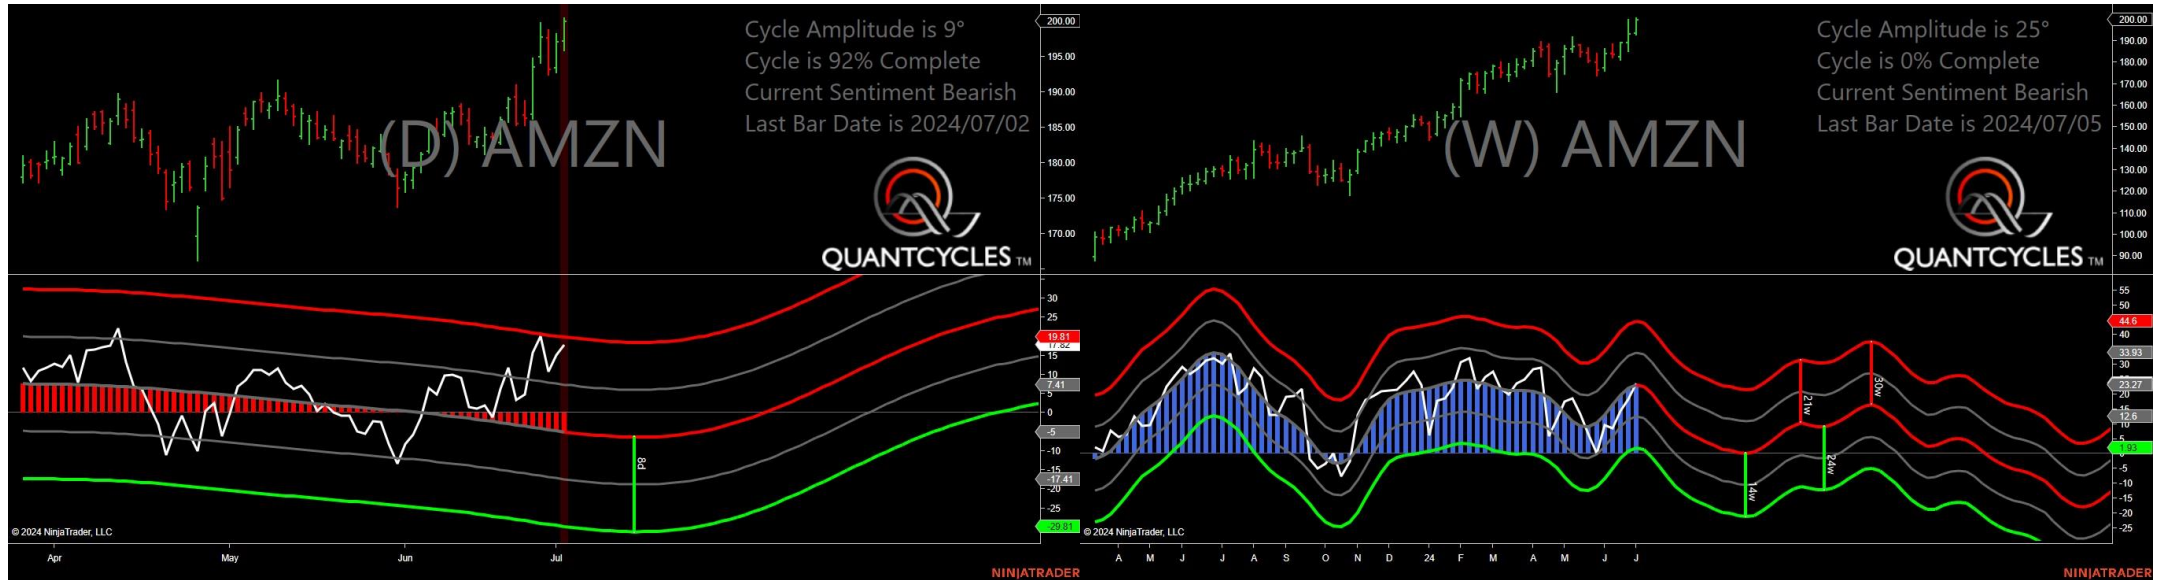 Cycle Amplitude is 9°
Cycle is 92% Complete
Current Sentiment Bearish
Last Bar Date is 2024/07/02
(D) AMZN
QUANTCYCLES TM
200.00
195.00
190.00
185.00
180.00
175.00
170.00
30
25
19.81
17.82
15
10
7.41
5
0
-5
-10
-15
-17.41
-20
-25
-29.81
8d
© 2024 NinjaTrader, LLC
Apr May Jun Jul
NINJATRADER
Cycle Amplitude is 25°
Cycle is 0% Complete
Current Sentiment Bearish
Last Bar Date is 2024/07/05
(W) AMZN
QUANTCYCLES TM
200.00
190.00
180.00
170.00
160.00
150.00
140.00
130.00
120.00
110.00
100.00
90.00
55
50
44.6
40
33.93
30
23.27
20
15
12.6
10
5
1.93
-5
-10
-15
-20
-25
21w
30w
14w
24w
© 2024 NinjaTrader, LLC
A M J J A S O N D 24 F M A M J J
NINJATRADER